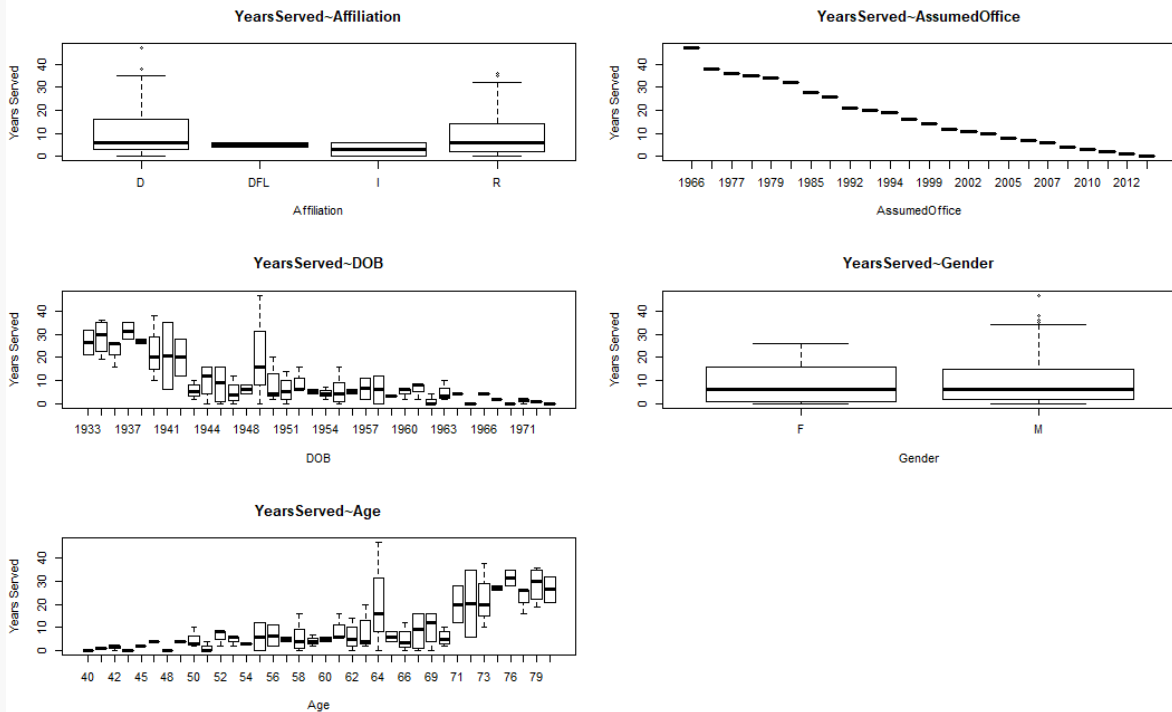 YearsServed~Affiliation
Years Served
0 10 20 30 40
D DFL I R
Affiliation
YearsServed~AssumedOffice
Years Served
0 10 20 30 40
1966 1977 1979 1985 1992 1994 1999 2002 2005 2007 2010 2012
AssumedOffice
YearsServed~DOB
Years Served
0 10 20 30 40
1933 1937 1941 1944 1948 1951 1954 1957 1960 1963 1966 1971
DOB
YearsServed~Gender
Years Served
0 10 20 30 40
F M
Gender
YearsServed~Age
Years Served
0 10 20 30 40
40 42 45 48 50 52 54 56 58 60 62 64 66 69 71 73 76 79
Age